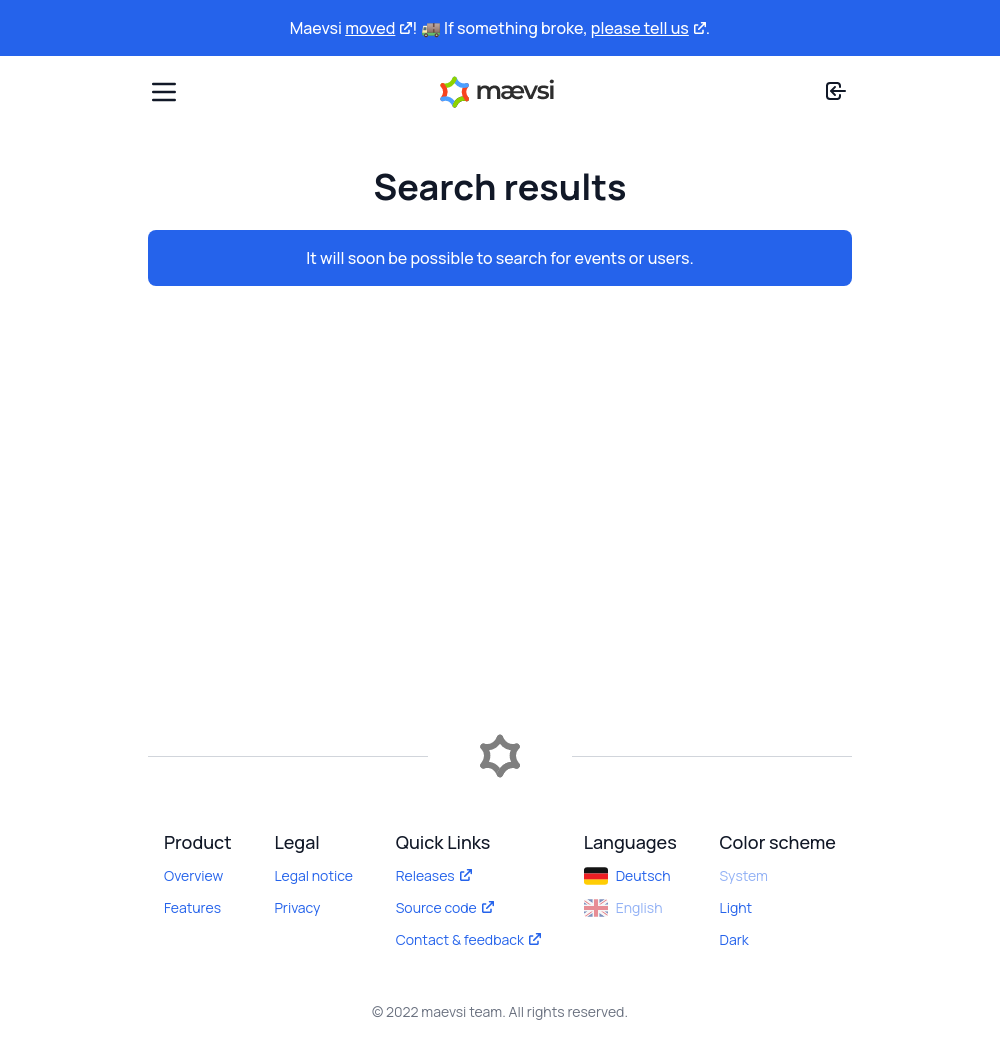 Maevsi moved! 🚚 If something broke, please tell us.
mævsi
Search results
It will soon be possible to search for events or users.
Product
Overview
Features
Legal
Legal notice
Privacy
Quick Links
Releases
Source code
Contact & feedback
Languages
Deutsch
English
Color scheme
System
Light
Dark
© 2022 maevsi team. All rights reserved.